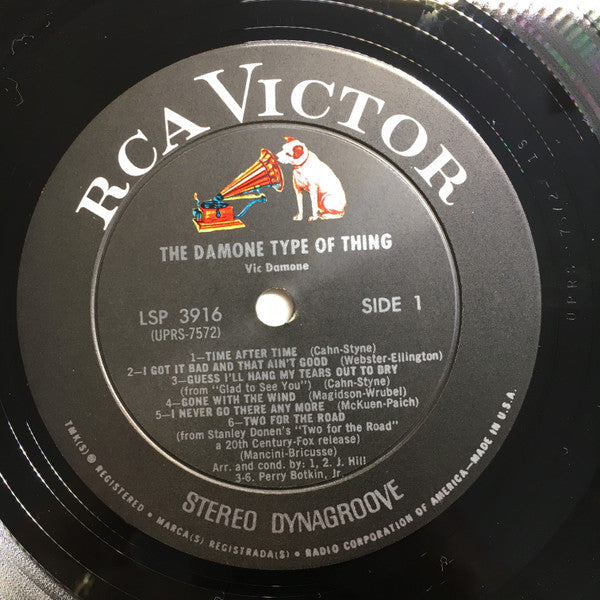 RCA VICTOR
THE DAMONE TYPE OF THING
Vic Damone
LSP 3916
(UPRS-7572)
SIDE 1
1—TIME AFTER TIME (Cahn-Styne)
2—I GOT IT BAD AND THAT AIN'T GOOD (Webster-Ellington)
3—GUESS I'LL HANG MY TEARS OUT TO DRY
(from "Glad to See You") (Cahn-Styne)
4—GONE WITH THE WIND (Magidson-Wrubel)
5—I NEVER GO THERE ANY MORE (McKuen-Paich)
6—TWO FOR THE ROAD
(from Stanley Donen's "Two for the Road"
a 20th Century-Fox release)
(Mancini-Bricusse)
Arr. and cond. by: 1, 2. J. Hill
3-6. Perry Botkin, Jr.
STEREO DYNAGROOVE
TMK(S) ® REGISTERED • MARCA(S) REGISTRADA(S) • RADIO CORPORATION OF AMERICA—MADE IN U.S.A.
UPRS